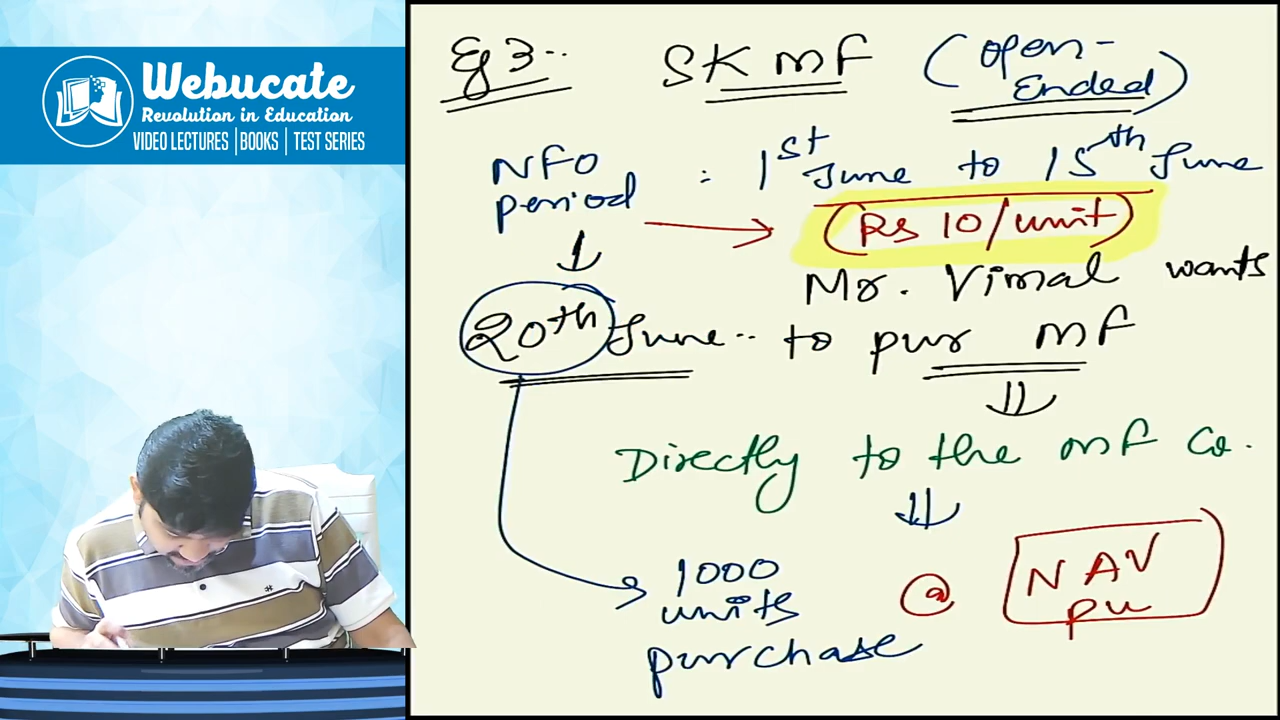 Webucate
Revolution in Education
VIDEO LECTURES | BOOKS | TEST SERIES
Eg 3..
SK MF (Open-
Ended)
NFO
period : 1st June to 15th June
(Rs 10/unit)
Mr. Vimal wants
20th June.. to pur MF
Directly to the MF Co.
1000
units
purchase @ NAV
pu